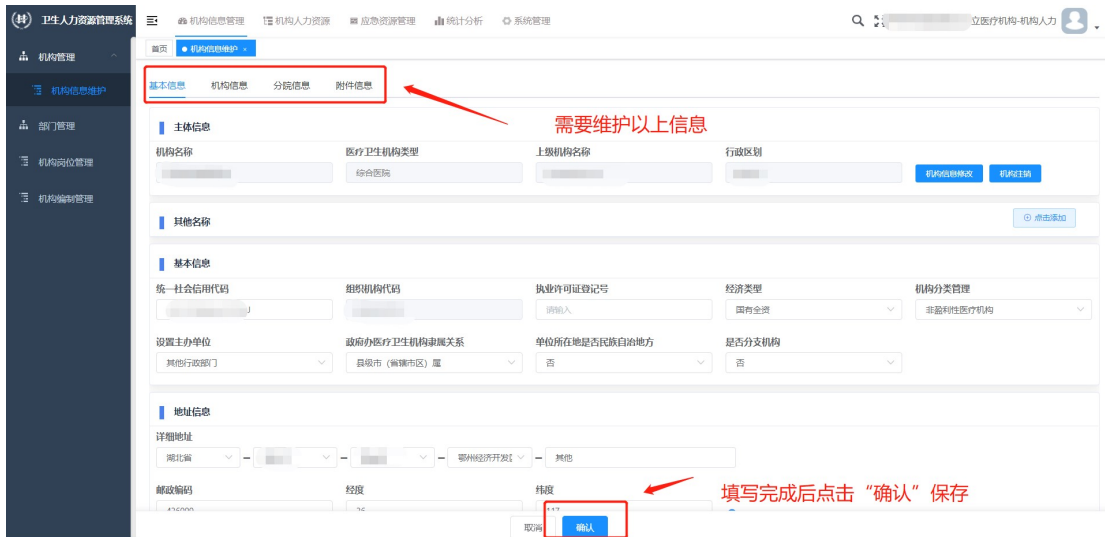 卫生人力资源管理系统 机构信息管理 机构人力资源 应急资源管理 统计分析 系统管理 立医疗机构-机构人力
首页 机构信息维护 ×
机构管理
机构信息维护
部门管理
机构岗位管理
机构编制管理
基本信息 机构信息 分院信息 附件信息
需要维护以上信息
主体信息
机构名称 医疗卫生机构类型 上级机构名称 行政区划
综合医院 机构信息修改 机构注销
其他名称 点击添加
基本信息
统一社会信用代码 组织机构代码 执业许可证登记号 经济类型 机构分类管理
请输入 国有全资 非盈利性医疗机构
设置主办单位 政府办医疗卫生机构隶属关系 单位所在地是否民族自治地方 是否分支机构
其他行政部门 县级市（省辖市区）属 否 否
地址信息
详细地址
湖北省 – – – 鄂州经济开发 – 其他
邮政编码 经度 纬度
填写完成后点击“确认”保存
取消 确认